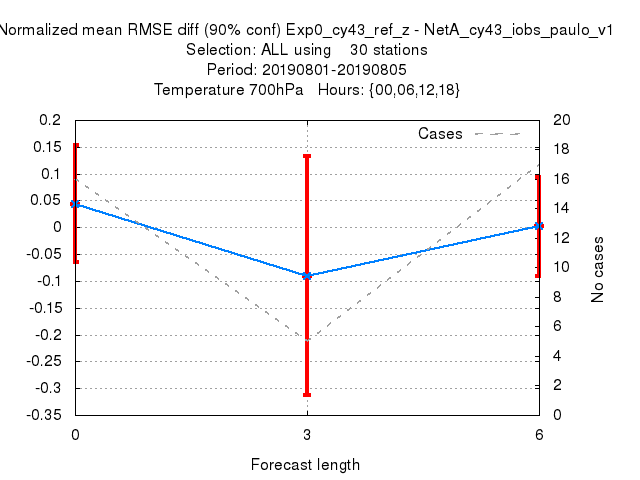 Normalized mean RMSE diff (90% conf) Exp0_cy43_ref_z - NetA_cy43_iobs_paulo_v1
Selection: ALL using 30 stations
Period: 20190801-20190805
Temperature 700hPa Hours: {00,06,12,18}
Cases
0.2
0.15
0.1
0.05
0
-0.05
-0.1
-0.15
-0.2
-0.25
-0.3
-0.35
20
18
16
14
12
10
8
6
4
2
0
No cases
0 3 6
Forecast length